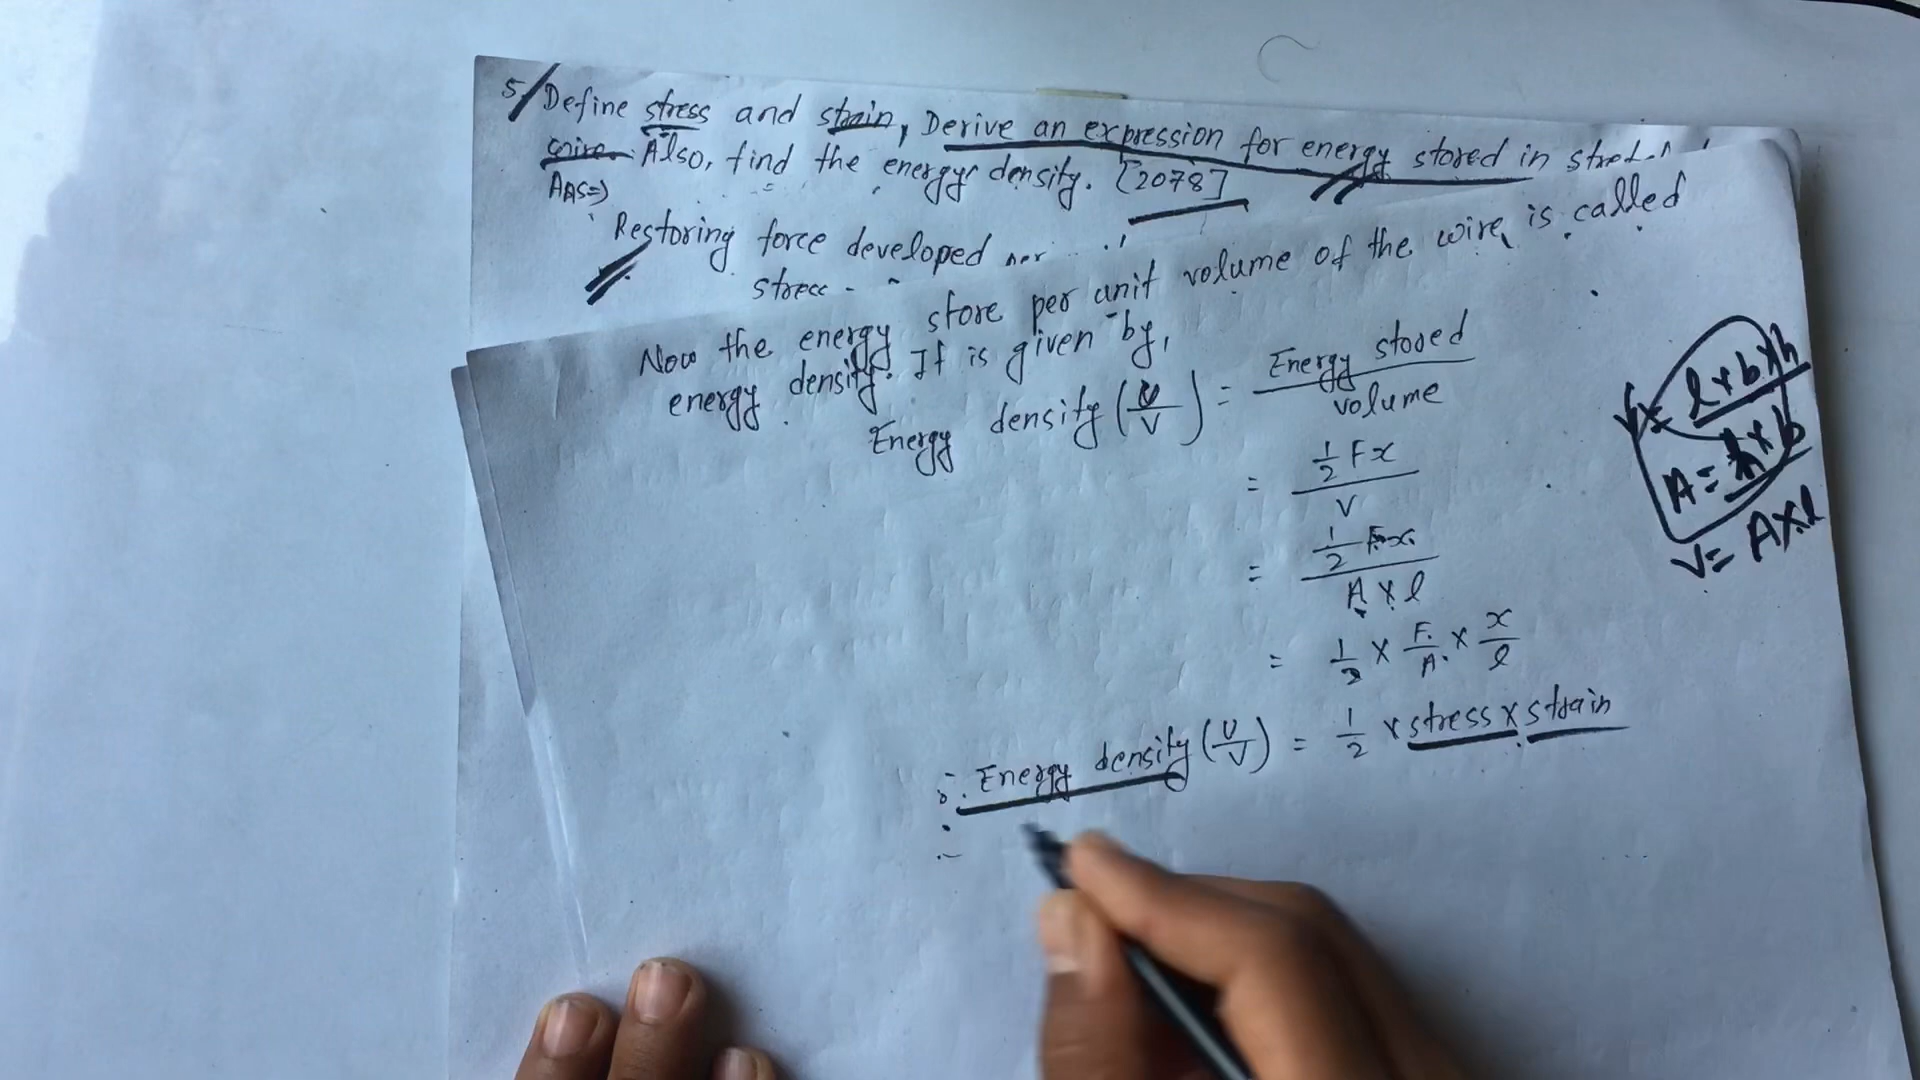 5. Define stress and strain, Derive an expression for energy stored in
wire. Also, find the energy density. [2078]
Ans⇒
Restoring force developed per
stress
Now the energy store per unit volume of the wire is called
energy density. It is given by,
Energy density (U/V) = Energy stored / volume
= 1/2 Fx / V
= 1/2 F.x / A × l
= 1/2 × F/A × x/l
∴ Energy density (U/V) = 1/2 × stress × strain
V = l × b × h
A = × b
V = A × l